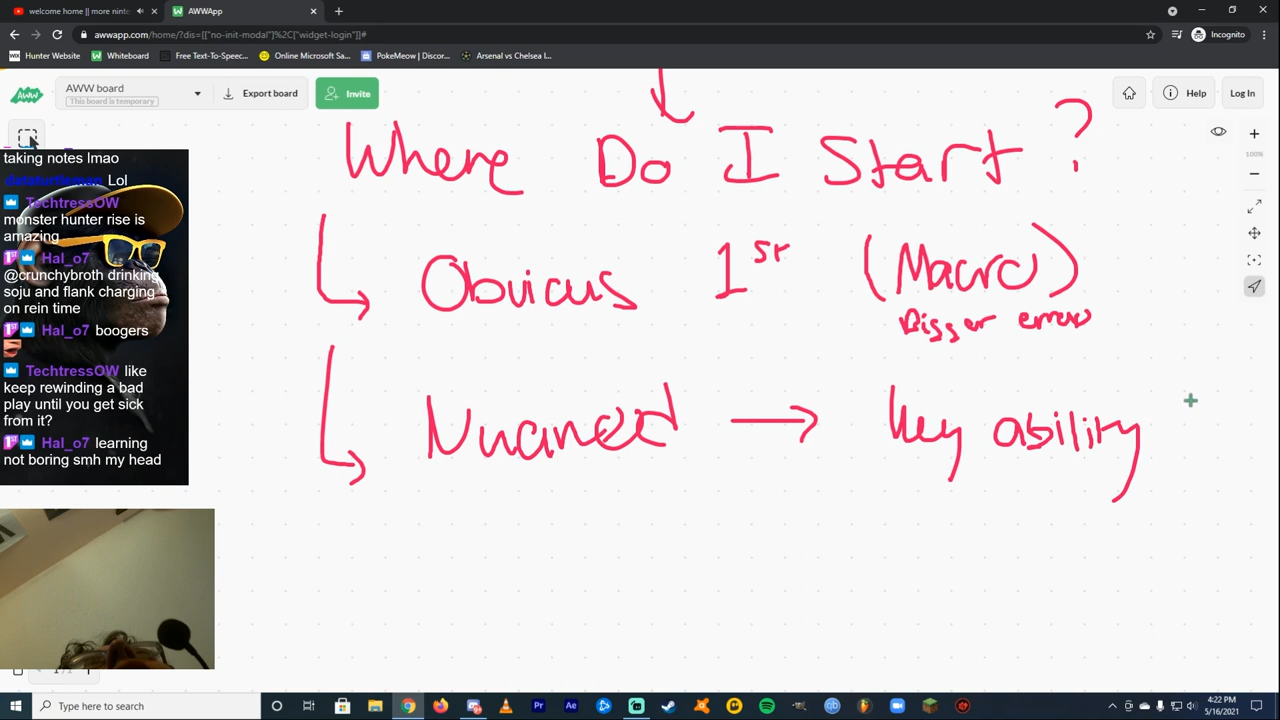 welcome home || more ninte
AWWApp
awwapp.com/home/?dis=[["no-init-modal"]%2C["widget-login"]]#
Incognito
Hunter Website
Whiteboard
Free Text-To-Speec...
Online Microsoft Sa...
PokeMeow | Discor...
Arsenal vs Chelsea l...
AWW board
This board is temporary
Export board
Invite
Help
Log In
100%
Where Do I Start ?
Obvious 1st (Macro)
Bigger errors
Nuanced → key ability
taking notes lmao
Lol
TechtressOW
monster hunter rise is
amazing
Hal_o7
@crunchybroth drinking
soju and flank charging
on rein time
Hal_o7 boogers
TechtressOW like
keep rewinding a bad
play until you get sick
from it?
Hal_o7 learning
not boring smh my head
Type here to search
4:22 PM
5/16/2021